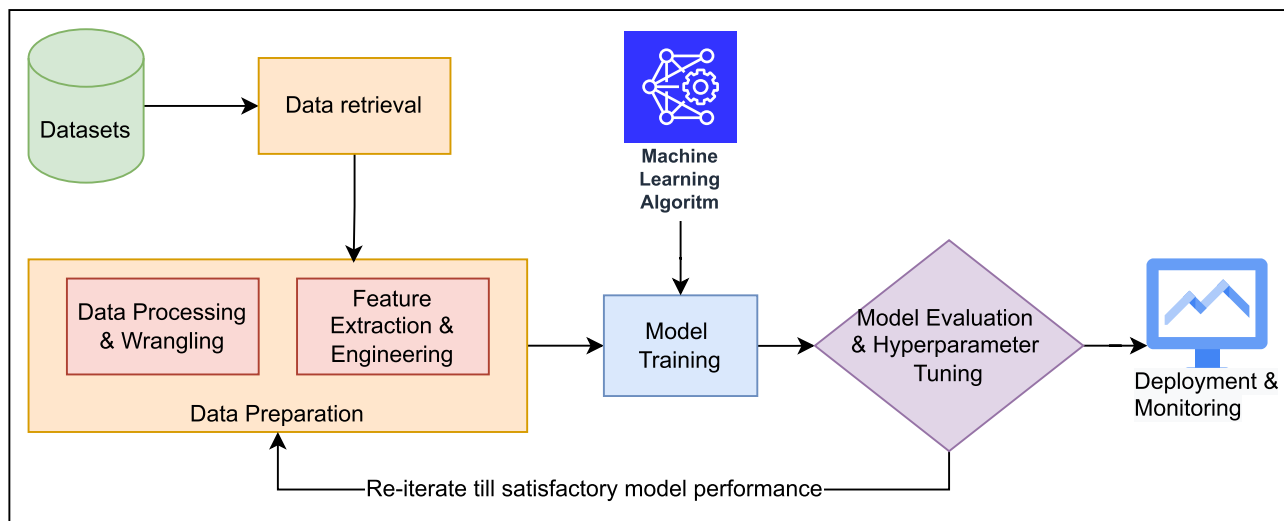 Datasets
Data retrieval
Machine
Learning
Algoritm
Data Processing
& Wrangling
Feature
Extraction &
Engineering
Data Preparation
Model
Training
Model Evaluation
& Hyperparameter
Tuning
Deployment &
Monitoring
Re-iterate till satisfactory model performance